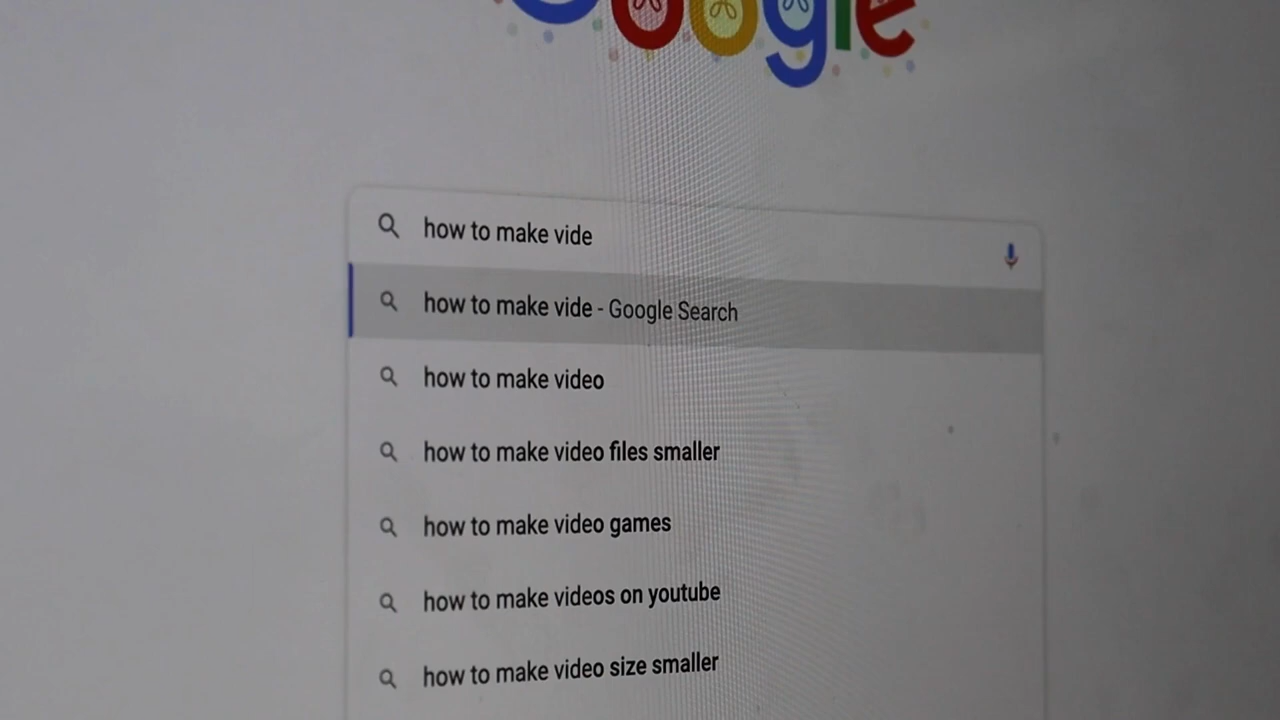 Google
how to make vide
how to make vide - Google Search
how to make video
how to make video files smaller
how to make video games
how to make videos on youtube
how to make video size smaller